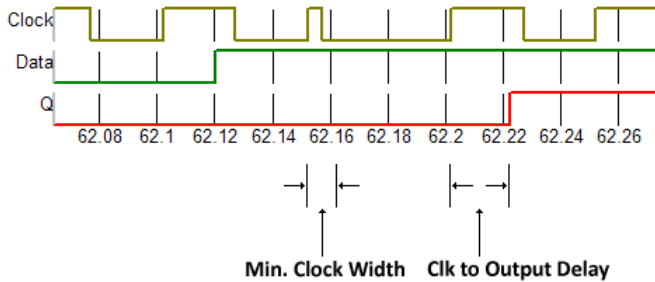 Clock
Data
Q
62.08 62.1 62.12 62.14 62.16 62.18 62.2 62.22 62.24 62.26
Min. Clock Width Clk to Output Delay